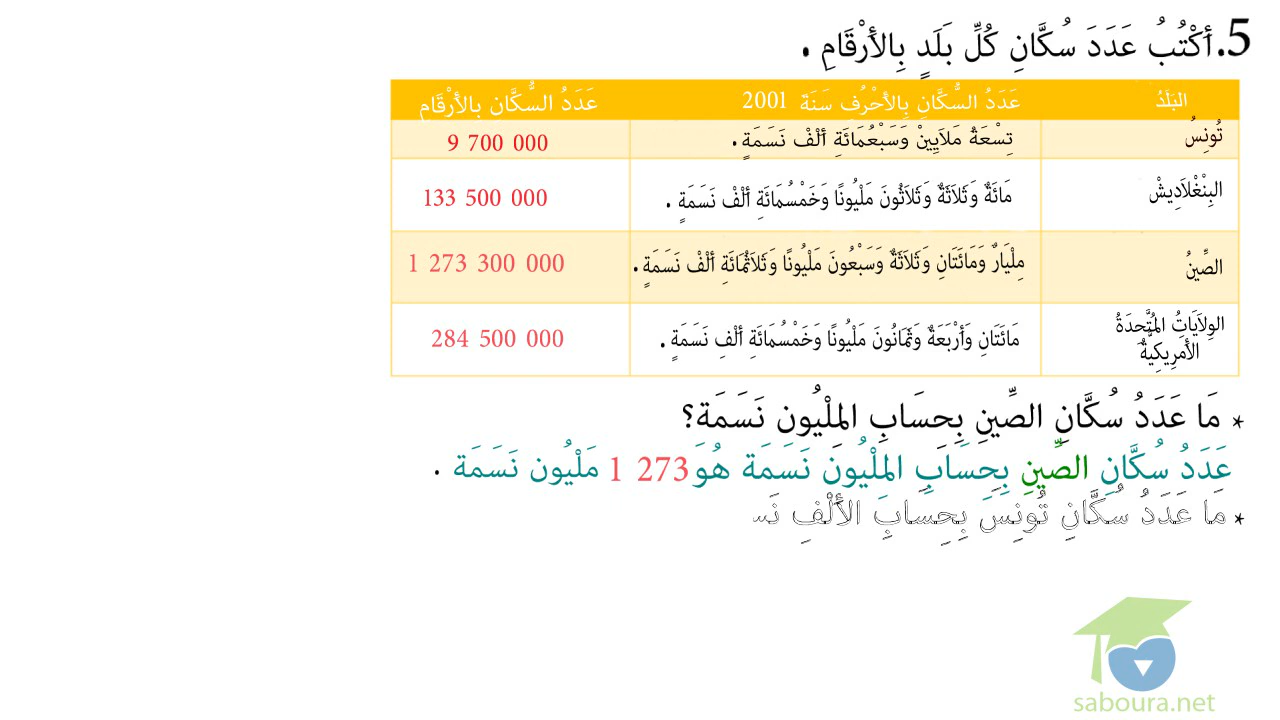 5. أَكْتُبُ عَدَدَ سُكَّانِ كُلِّ بَلَدٍ بِالأَرْقَامِ .
البَلَدُ عَدَدُ السُّكَّانِ بِالأَحْرُفِ سَنَةَ 2001 عَدَدُ السُّكَّانِ بِالأَرْقَامِ
تُونِسُ تِسْعَةُ مَلاَيِينْ وَسَبْعُمَائَةِ أَلْفْ نَسَمَةٍ . 9 700 000
البِنْغْلاَدِيشْ مَائَةٌ وَثَلاَثَةٌ وَثَلاَثُونَ مَلْيُونًا وَخَمْسُمَائَةِ أَلْفْ نَسَمَةٍ . 133 500 000
الصِّينُ مِلْيَارٌ وَمَائَتَانِ وَثَلاَثَةٌ وَسَبْعُونَ مَلْيُونًا وَثَلاَثُمَّائَةِ أَلْفْ نَسَمَةٍ . 1 273 300 000
الوِلاَيَاتُ المُتَّحِدَةُ
الأَمْرِيكِيَّةُ مَائَتَانِ وَأَرْبَعَةٌ وَثَمَانُونَ مَلْيُونًا وَخَمْسُمَائَةِ أَلْفِ نَسَمَةٍ . 284 500 000
* مَا عَدَدُ سُكَّانِ الصِّينِ بِحِسَابِ المِلْيُون نَسَمَة؟
عَدَدُ سُكَّانِ الصِّينِ بِحِسَابِ المِلْيُونَ نَسَمَة هُوَ 1 273 مَلْيُون نَسَمَة .
* ما عَدَدُ سُكَّانِ تُونِسَ بِحِسابِ الأَلْفِ نَسـ
saboura.net